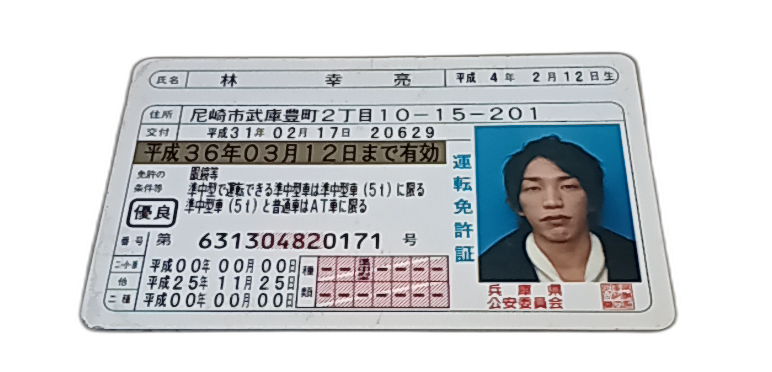 氏名 林 幸亮 平成 4年 2月12日生
住所 尼崎市武庫豊町2丁目10-15-201
交付 平成31年02月17日 20629
平成36年03月12日まで有効
免許の条件等 眼鏡等
準中型で運転できる準中型車は準中型車(5t)に限る
準中型車(5t)と普通車はAT車に限る
優良
番号 第 631304820171 号
二・小・原 平成00年00月00日
他 平成25年11月25日
二種 平成00年00月00日
種類
運転免許証
兵庫県
公安委員会